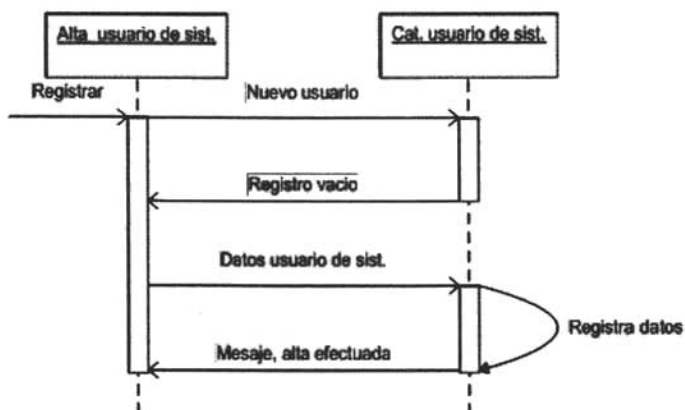 Alta usuario de sist.
Cat. usuario de sist.
Registrar
Nuevo usuario
Registro vacio
Datos usuario de sist.
Registra datos
Mesaje, alta efectuada